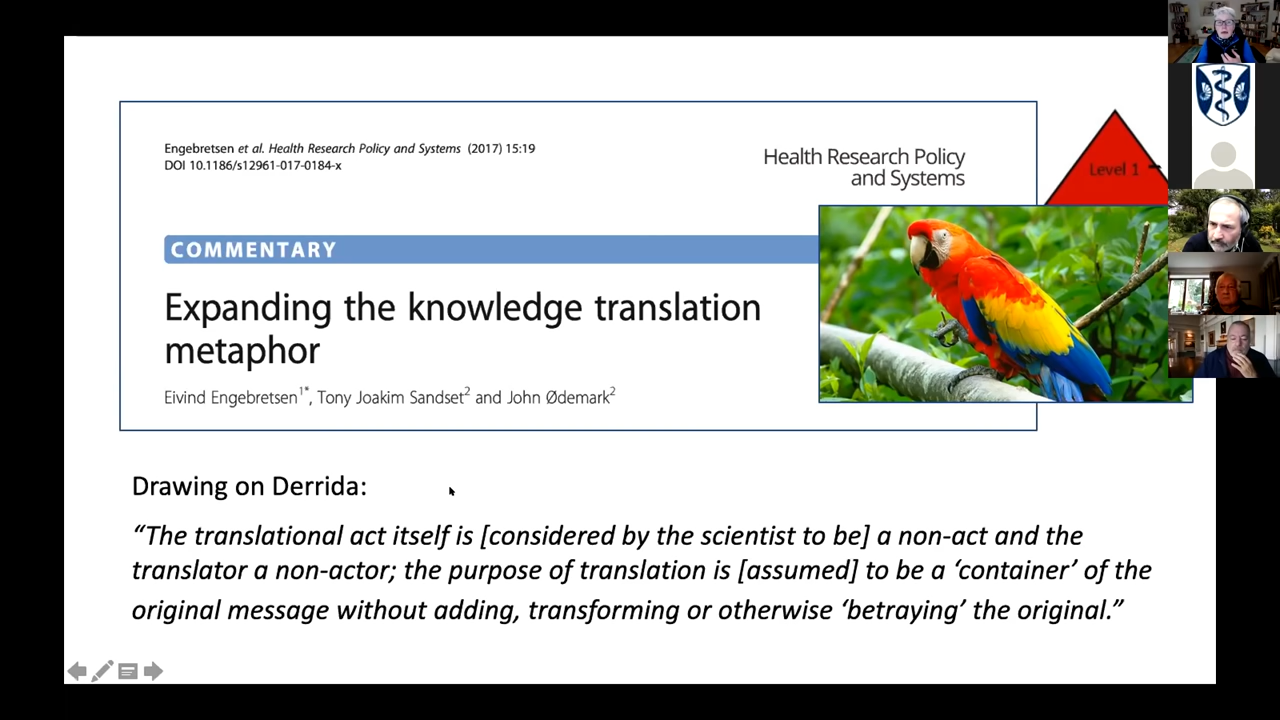 Engebretsen et al. Health Research Policy and Systems (2017) 15:19
DOI 10.1186/s12961-017-0184-x
Health Research Policy
and Systems
Level 1
COMMENTARY
Expanding the knowledge translation
metaphor
Eivind Engebretsen1*, Tony Joakim Sandset2 and John Ødemark2
Drawing on Derrida:
“The translational act itself is [considered by the scientist to be] a non-act and the
translator a non-actor; the purpose of translation is [assumed] to be a ‘container’ of the
original message without adding, transforming or otherwise ‘betraying’ the original.”